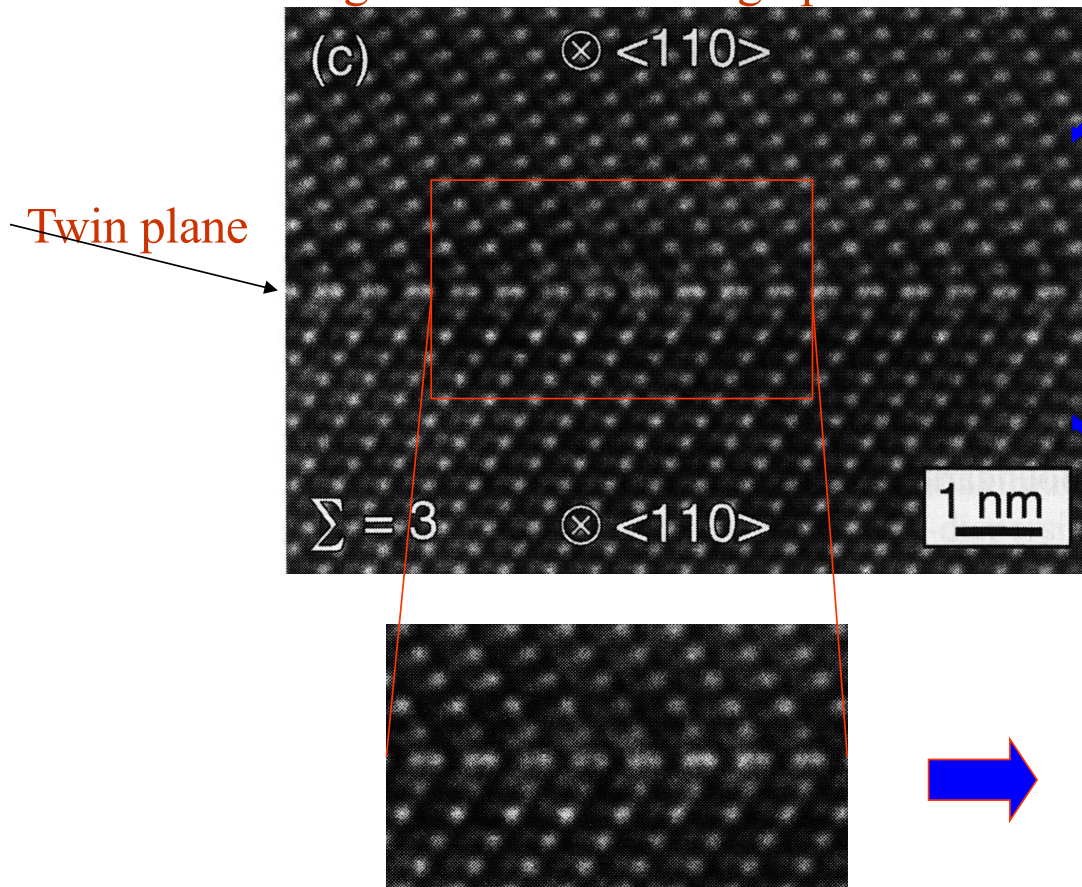 (c)
⊗ <110>
Twin plane
∑ = 3
⊗ <110>
1 nm